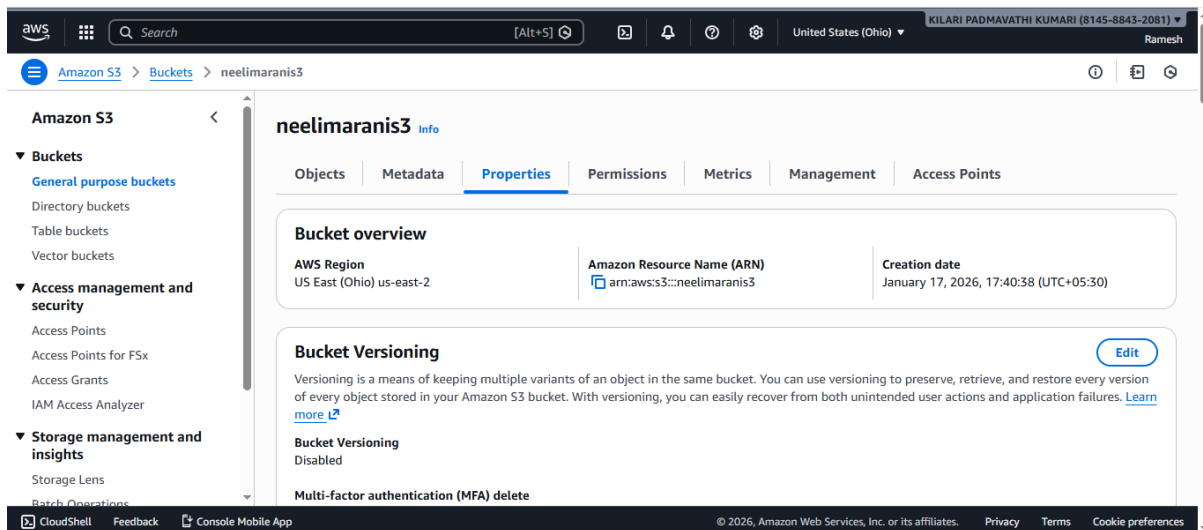 aws
Search
[Alt+S]
United States (Ohio) ▼
KILARI PADMAVATHI KUMARI (8145-8843-2081) ▼
Ramesh
Amazon S3 > Buckets > neelimaranis3
Amazon S3
Buckets
General purpose buckets
Directory buckets
Table buckets
Vector buckets
Access management and
security
Access Points
Access Points for FSx
Access Grants
IAM Access Analyzer
Storage management and
insights
Storage Lens
Batch Operations
neelimaranis3 Info
Objects Metadata Properties Permissions Metrics Management Access Points
Bucket overview
AWS Region
US East (Ohio) us-east-2
Amazon Resource Name (ARN)
arn:aws:s3:::neelimaranis3
Creation date
January 17, 2026, 17:40:38 (UTC+05:30)
Bucket Versioning
Edit
Versioning is a means of keeping multiple variants of an object in the same bucket. You can use versioning to preserve, retrieve, and restore every version
of every object stored in your Amazon S3 bucket. With versioning, you can easily recover from both unintended user actions and application failures. Learn
more
Bucket Versioning
Disabled
Multi-factor authentication (MFA) delete
CloudShell Feedback Console Mobile App © 2026, Amazon Web Services, Inc. or its affiliates. Privacy Terms Cookie preferences